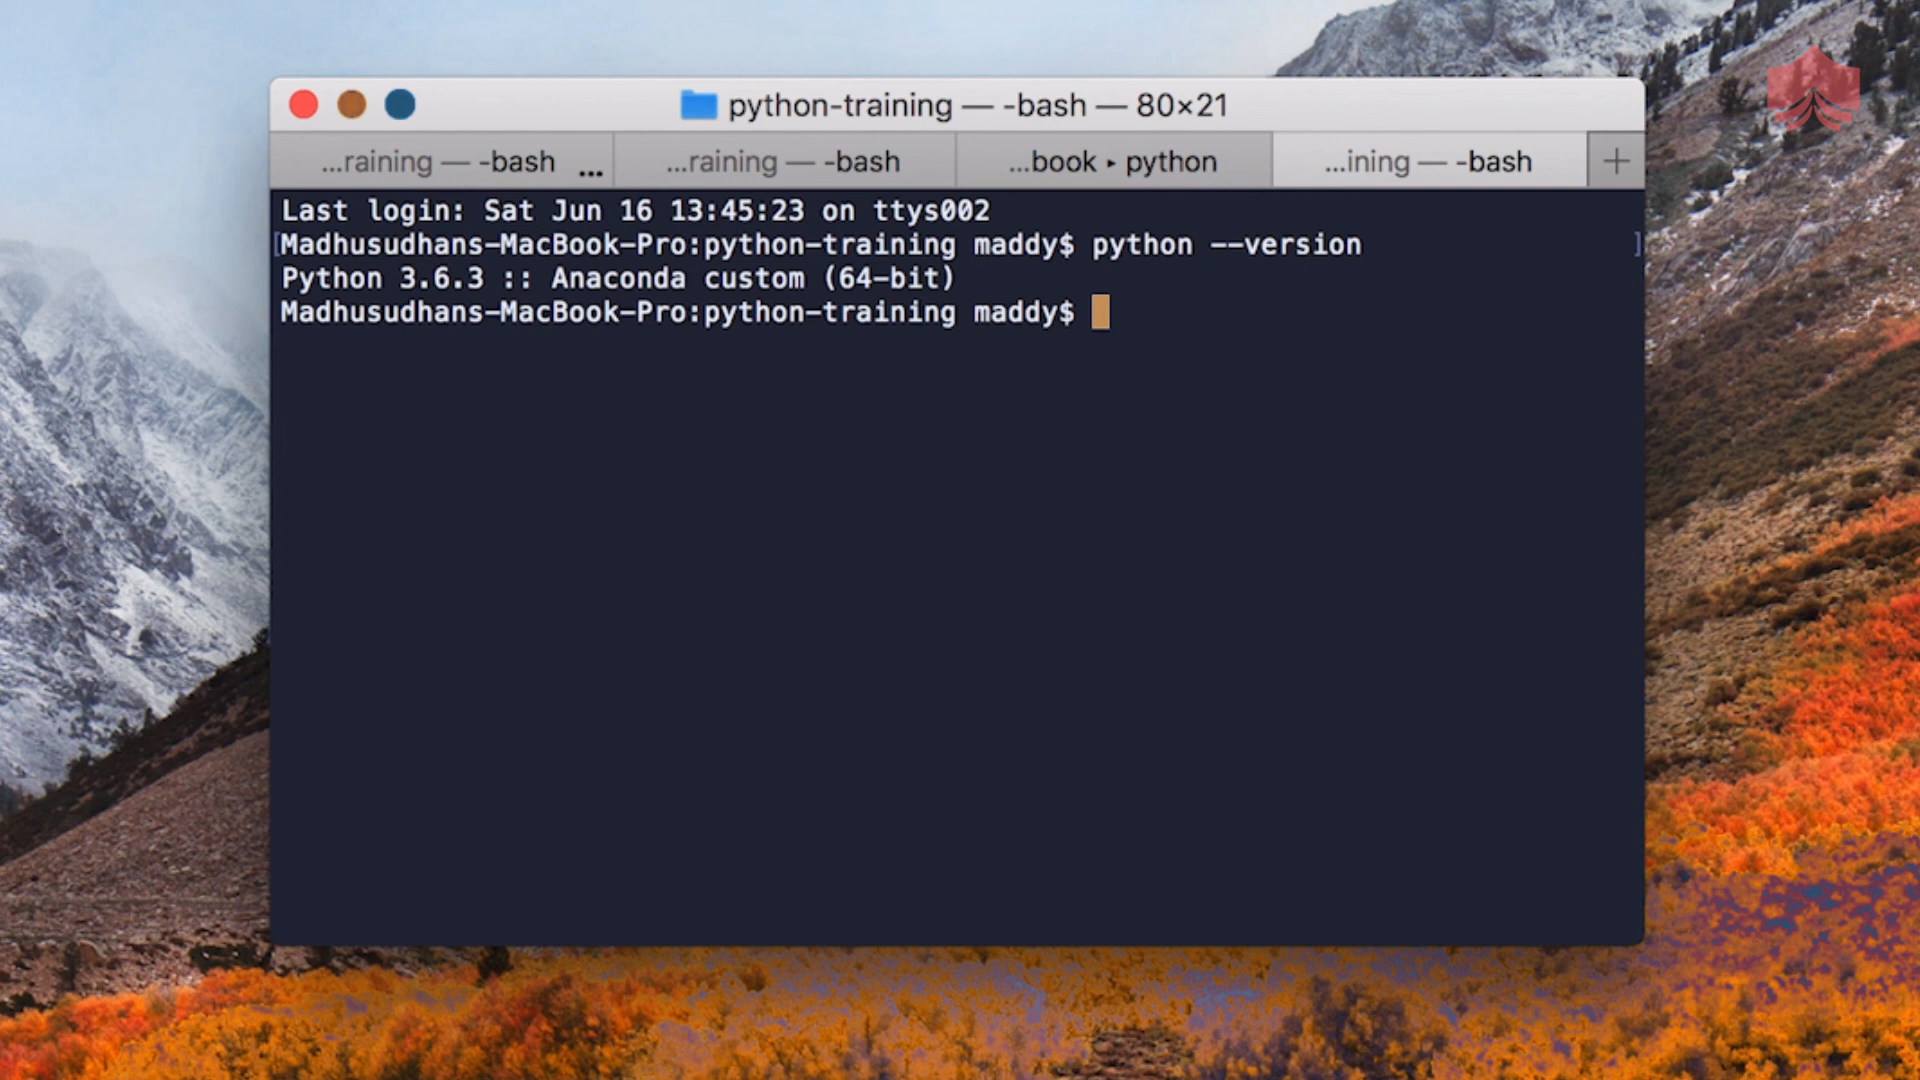 python-training — -bash — 80×21
...raining — -bash ...
...raining — -bash
...book ▸ python
...ining — -bash
+
Last login: Sat Jun 16 13:45:23 on ttys002
[Madhusudhans-MacBook-Pro:python-training maddy$ python --version ]
Python 3.6.3 :: Anaconda custom (64-bit)
Madhusudhans-MacBook-Pro:python-training maddy$